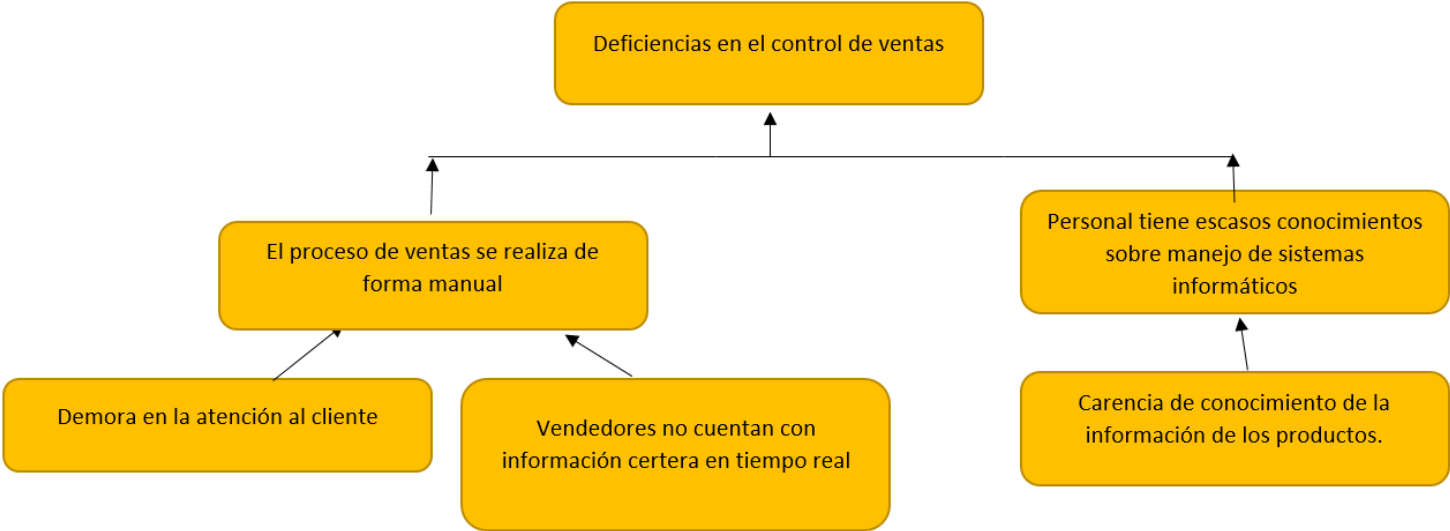 Deficiencias en el control de ventas
El proceso de ventas se realiza de
forma manual
Personal tiene escasos conocimientos
sobre manejo de sistemas
informáticos
Demora en la atención al cliente
Vendedores no cuentan con
información certera en tiempo real
Carencia de conocimiento de la
información de los productos.